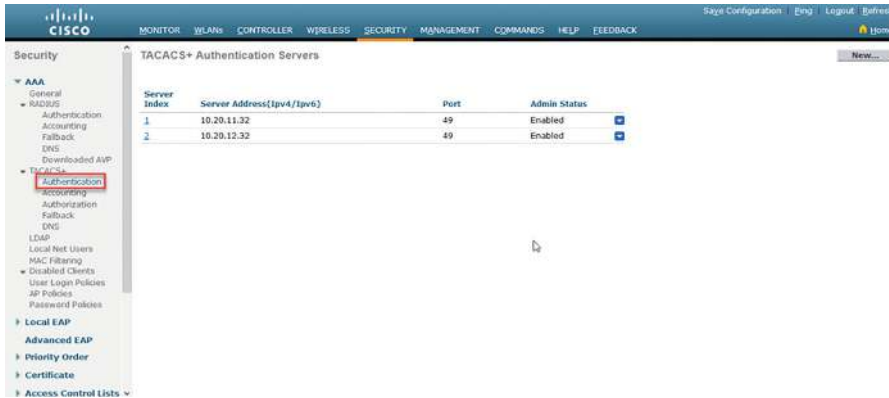 Save Configuration Ping Logout Refres
CISCO
MONITOR WLANs CONTROLLER WIRELESS SECURITY MANAGEMENT COMMANDS HELP FEEDBACK
Hom
Security
AAA
General
RADIUS
Authentication
Accounting
Fallback
DNS
Downloaded AVP
TACACS+
Authentication
Accounting
Authorization
Fallback
DNS
LDAP
Local Net Users
MAC Filtering
Disabled Clients
User Login Policies
AP Policies
Password Policies
Local EAP
Advanced EAP
Priority Order
Certificate
Access Control Lists
TACACS+ Authentication Servers
New...
Server Index Server Address(Ipv4/Ipv6) Port Admin Status
1 10.20.11.32 49 Enabled
2 10.20.12.32 49 Enabled